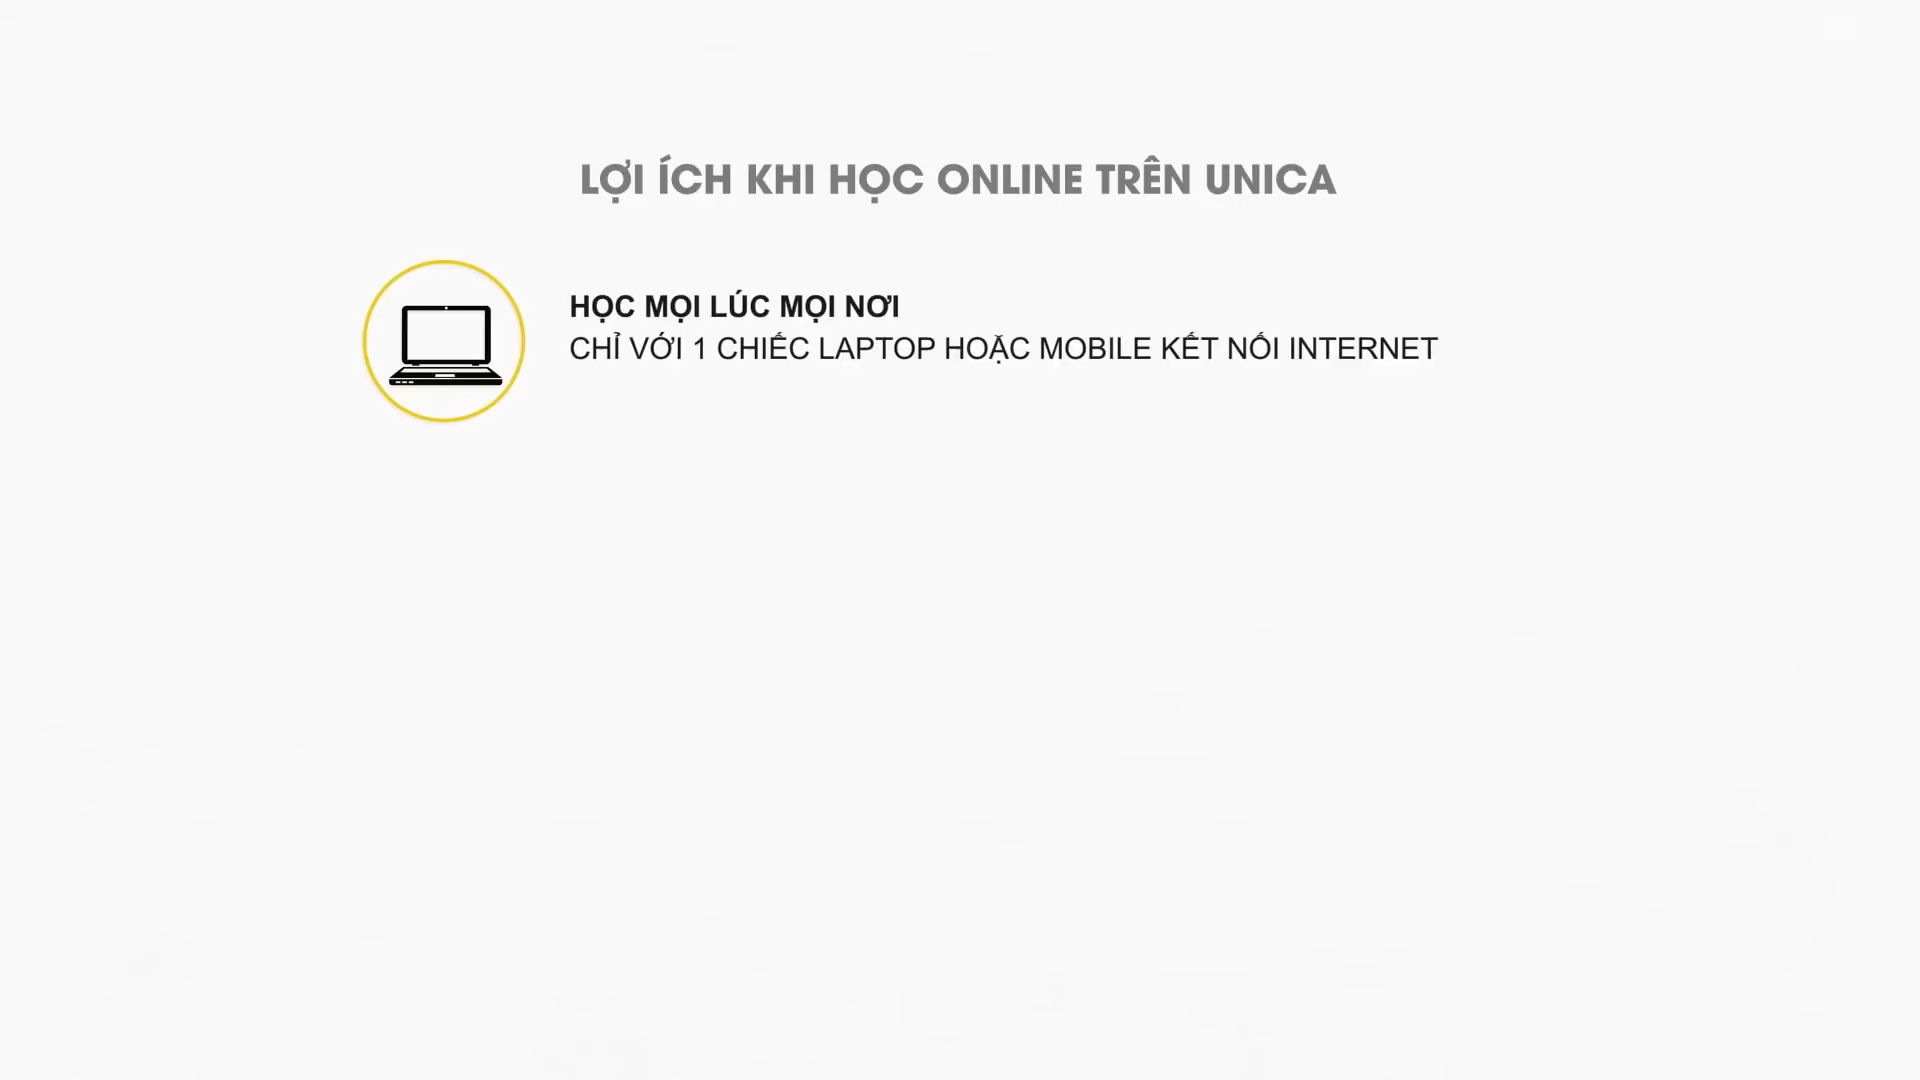 LỢI ÍCH KHI HỌC ONLINE TRÊN UNICA
HỌC MỌI LÚC MỌI NƠI
CHỈ VỚI 1 CHIẾC LAPTOP HOẶC MOBILE KẾT NỐI INTERNET